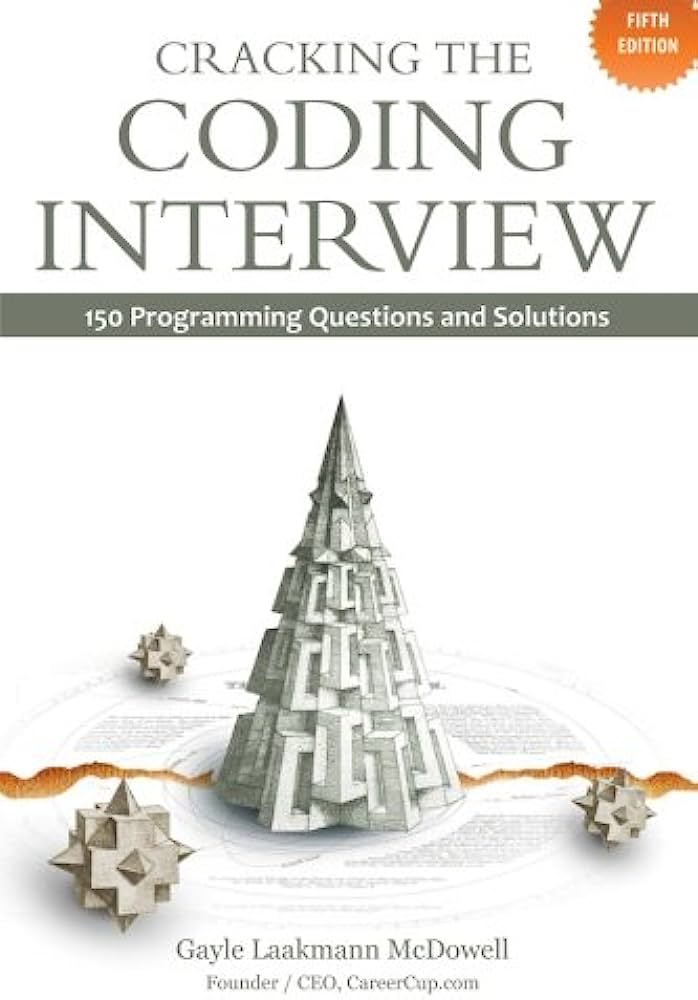 FIFTH
EDITION
CRACKING THE
CODING
INTERVIEW
150 Programming Questions and Solutions
Gayle Laakmann McDowell
Founder / CEO, CareerCup.com